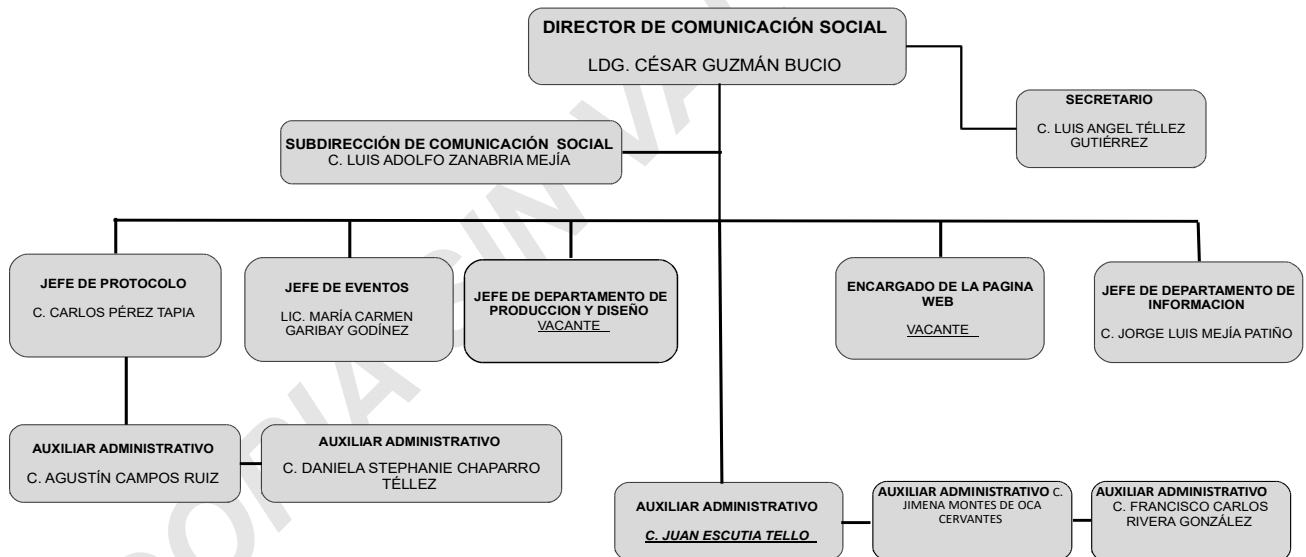 DIRECTOR DE COMUNICACIÓN SOCIAL
LDG. CÉSAR GUZMÁN BUCIO
SECRETARIO
C. LUIS ANGEL TÉLLEZ
GUTIÉRREZ
SUBDIRECCIÓN DE COMUNICACIÓN SOCIAL
C. LUIS ADOLFO ZANABRIA MEJÍA
JEFE DE PROTOCOLO
C. CARLOS PÉREZ TAPIA
JEFE DE EVENTOS
LIC. MARÍA CARMEN
GARIBAY GODÍNEZ
JEFE DE DEPARTAMENTO DE
PRODUCCION Y DISEÑO
VACANTE
ENCARGADO DE LA PAGINA
WEB
VACANTE
JEFE DE DEPARTAMENTO DE
INFORMACION
C. JORGE LUIS MEJÍA PATIÑO
AUXILIAR ADMINISTRATIVO
C. AGUSTÍN CAMPOS RUIZ
AUXILIAR ADMINISTRATIVO
C. DANIELA STEPHANIE CHAPARRO
TÉLLEZ
AUXILIAR ADMINISTRATIVO
C. JUAN ESCUTIA TELLO
AUXILIAR ADMINISTRATIVO C.
JIMENA MONTES DE OCA
CERVANTES
AUXILIAR ADMINISTRATIVO
C. FRANCISCO CARLOS
RIVERA GONZÁLEZ